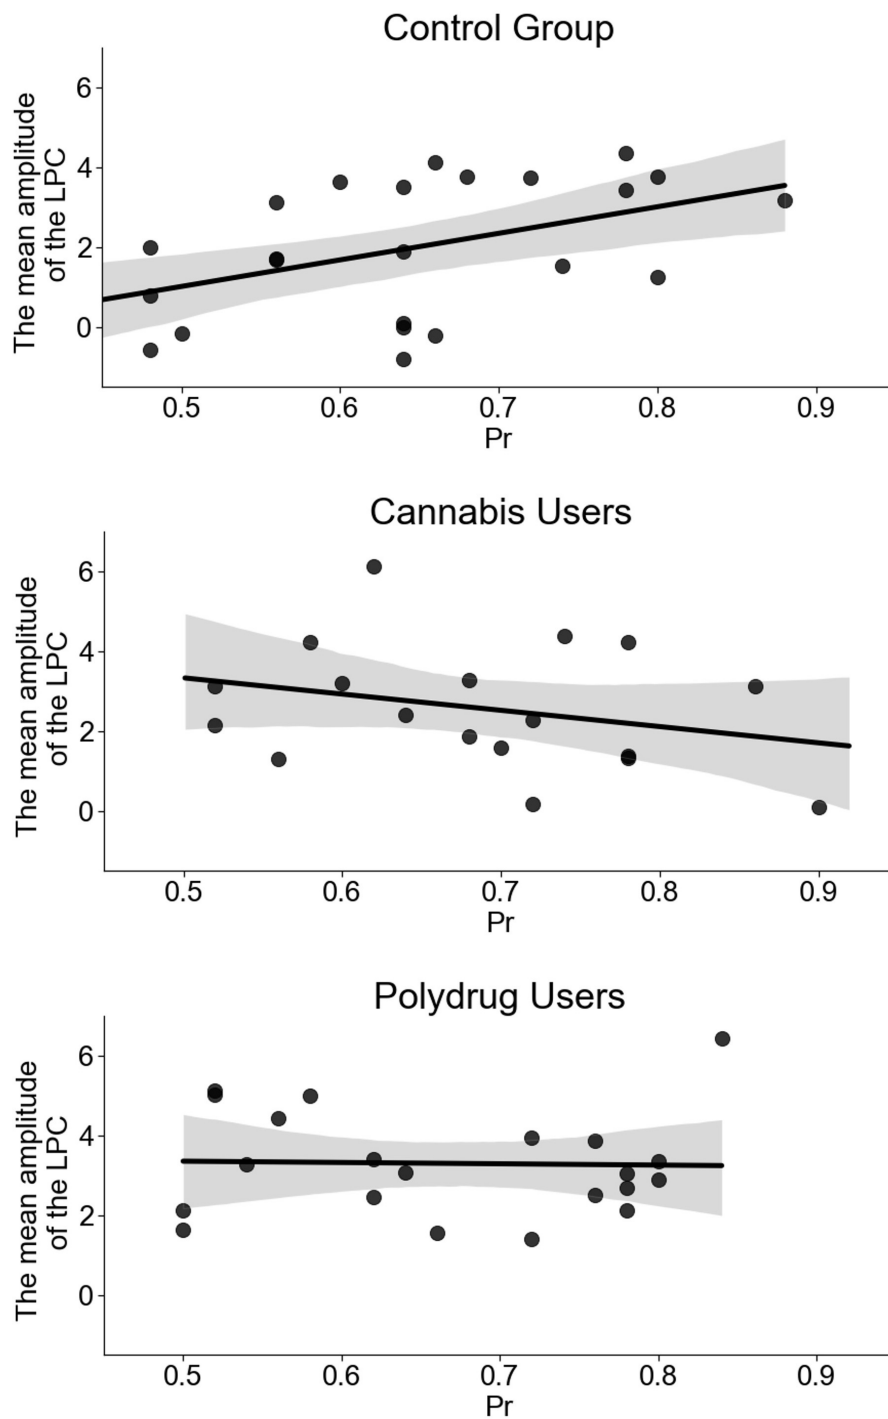 Control Group
The mean amplitude
of the LPC
6
4
2
0
0.5 0.6 0.7 0.8 0.9
Pr
Cannabis Users
The mean amplitude
of the LPC
6
4
2
0
0.5 0.6 0.7 0.8 0.9
Pr
Polydrug Users
The mean amplitude
of the LPC
6
4
2
0
0.5 0.6 0.7 0.8 0.9
Pr